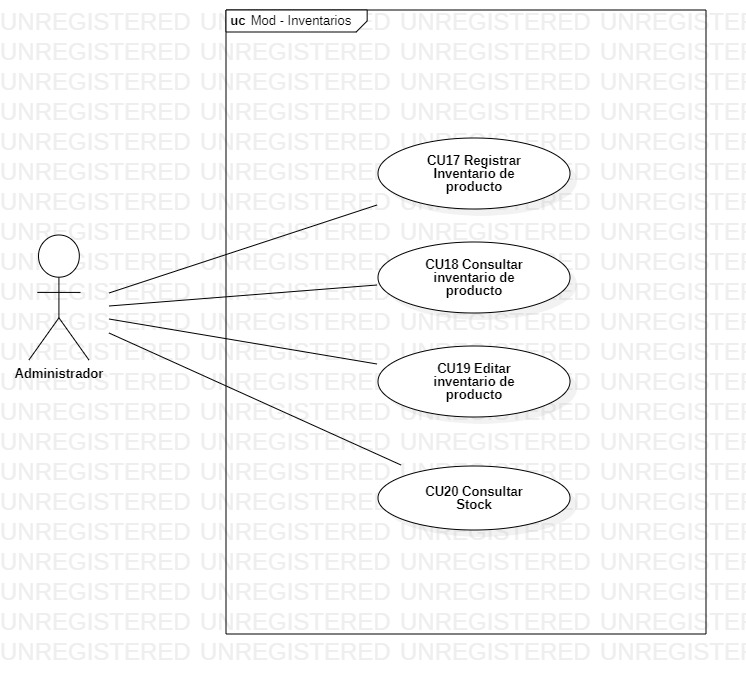 uc Mod - Inventarios
CU17 Registrar
Inventario de
producto
CU18 Consultar
inventario de
producto
CU19 Editar
inventario de
producto
CU20 Consultar
Stock
Administrador
UNREGISTERED UNREGISTERED UNREGISTERED UNREGISTERED